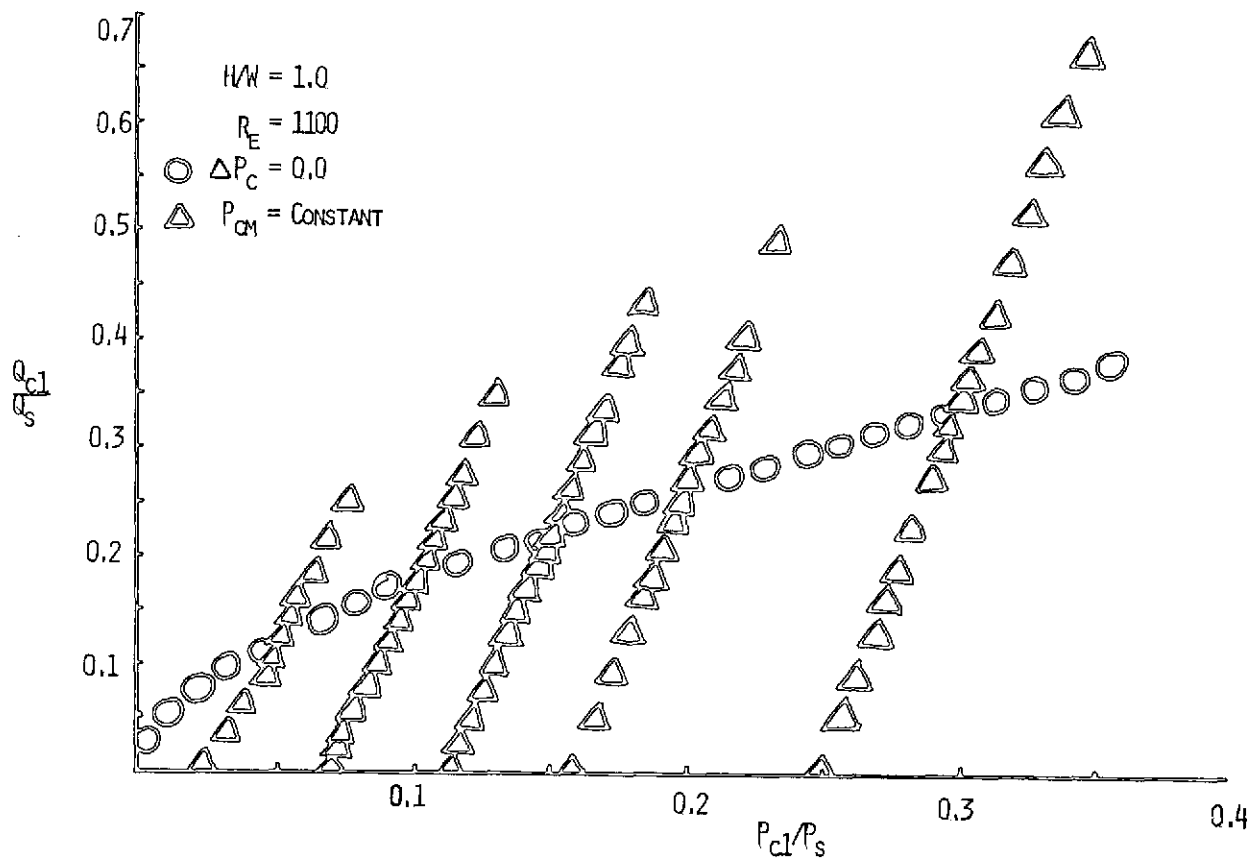 0.7
H/W = 1.0
0.6
R_E = 1100
ΔP_C = 0.0
P_CM = CONSTANT
0.5
0.4
Q_c1
Q_s
0.3
0.2
0.1
0.1
0.2
0.3
0.4
P_c1/P_s